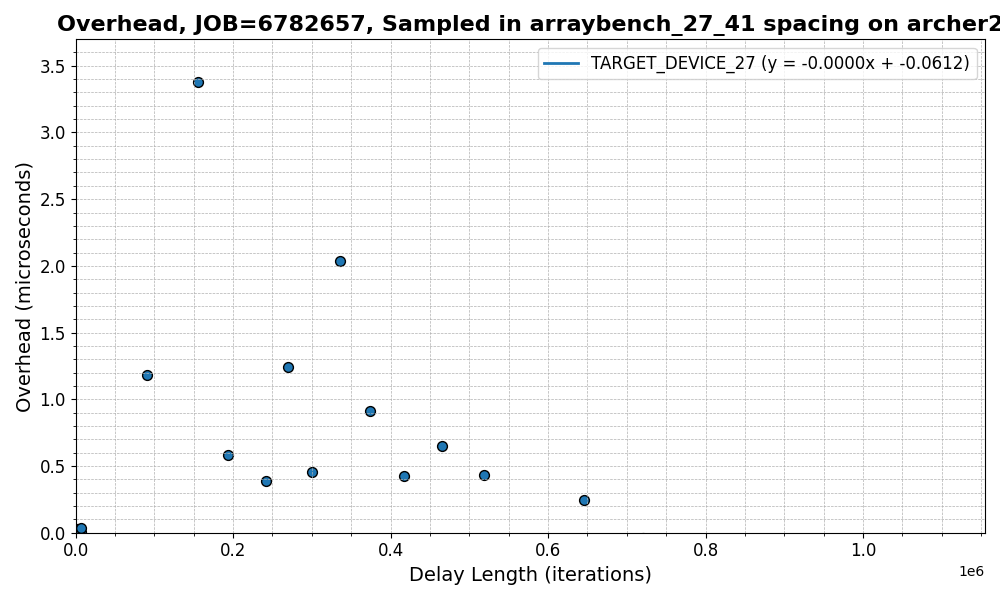 Overhead, JOB=6782657, Sampled in arraybench_27_41 spacing on archer2
TARGET_DEVICE_27 (y = -0.0000x + -0.0612)
Overhead (microseconds)
3.5
3.0
2.5
2.0
1.5
1.0
0.5
0.0
0.0 0.2 0.4 0.6 0.8 1.0
1e6
Delay Length (iterations)